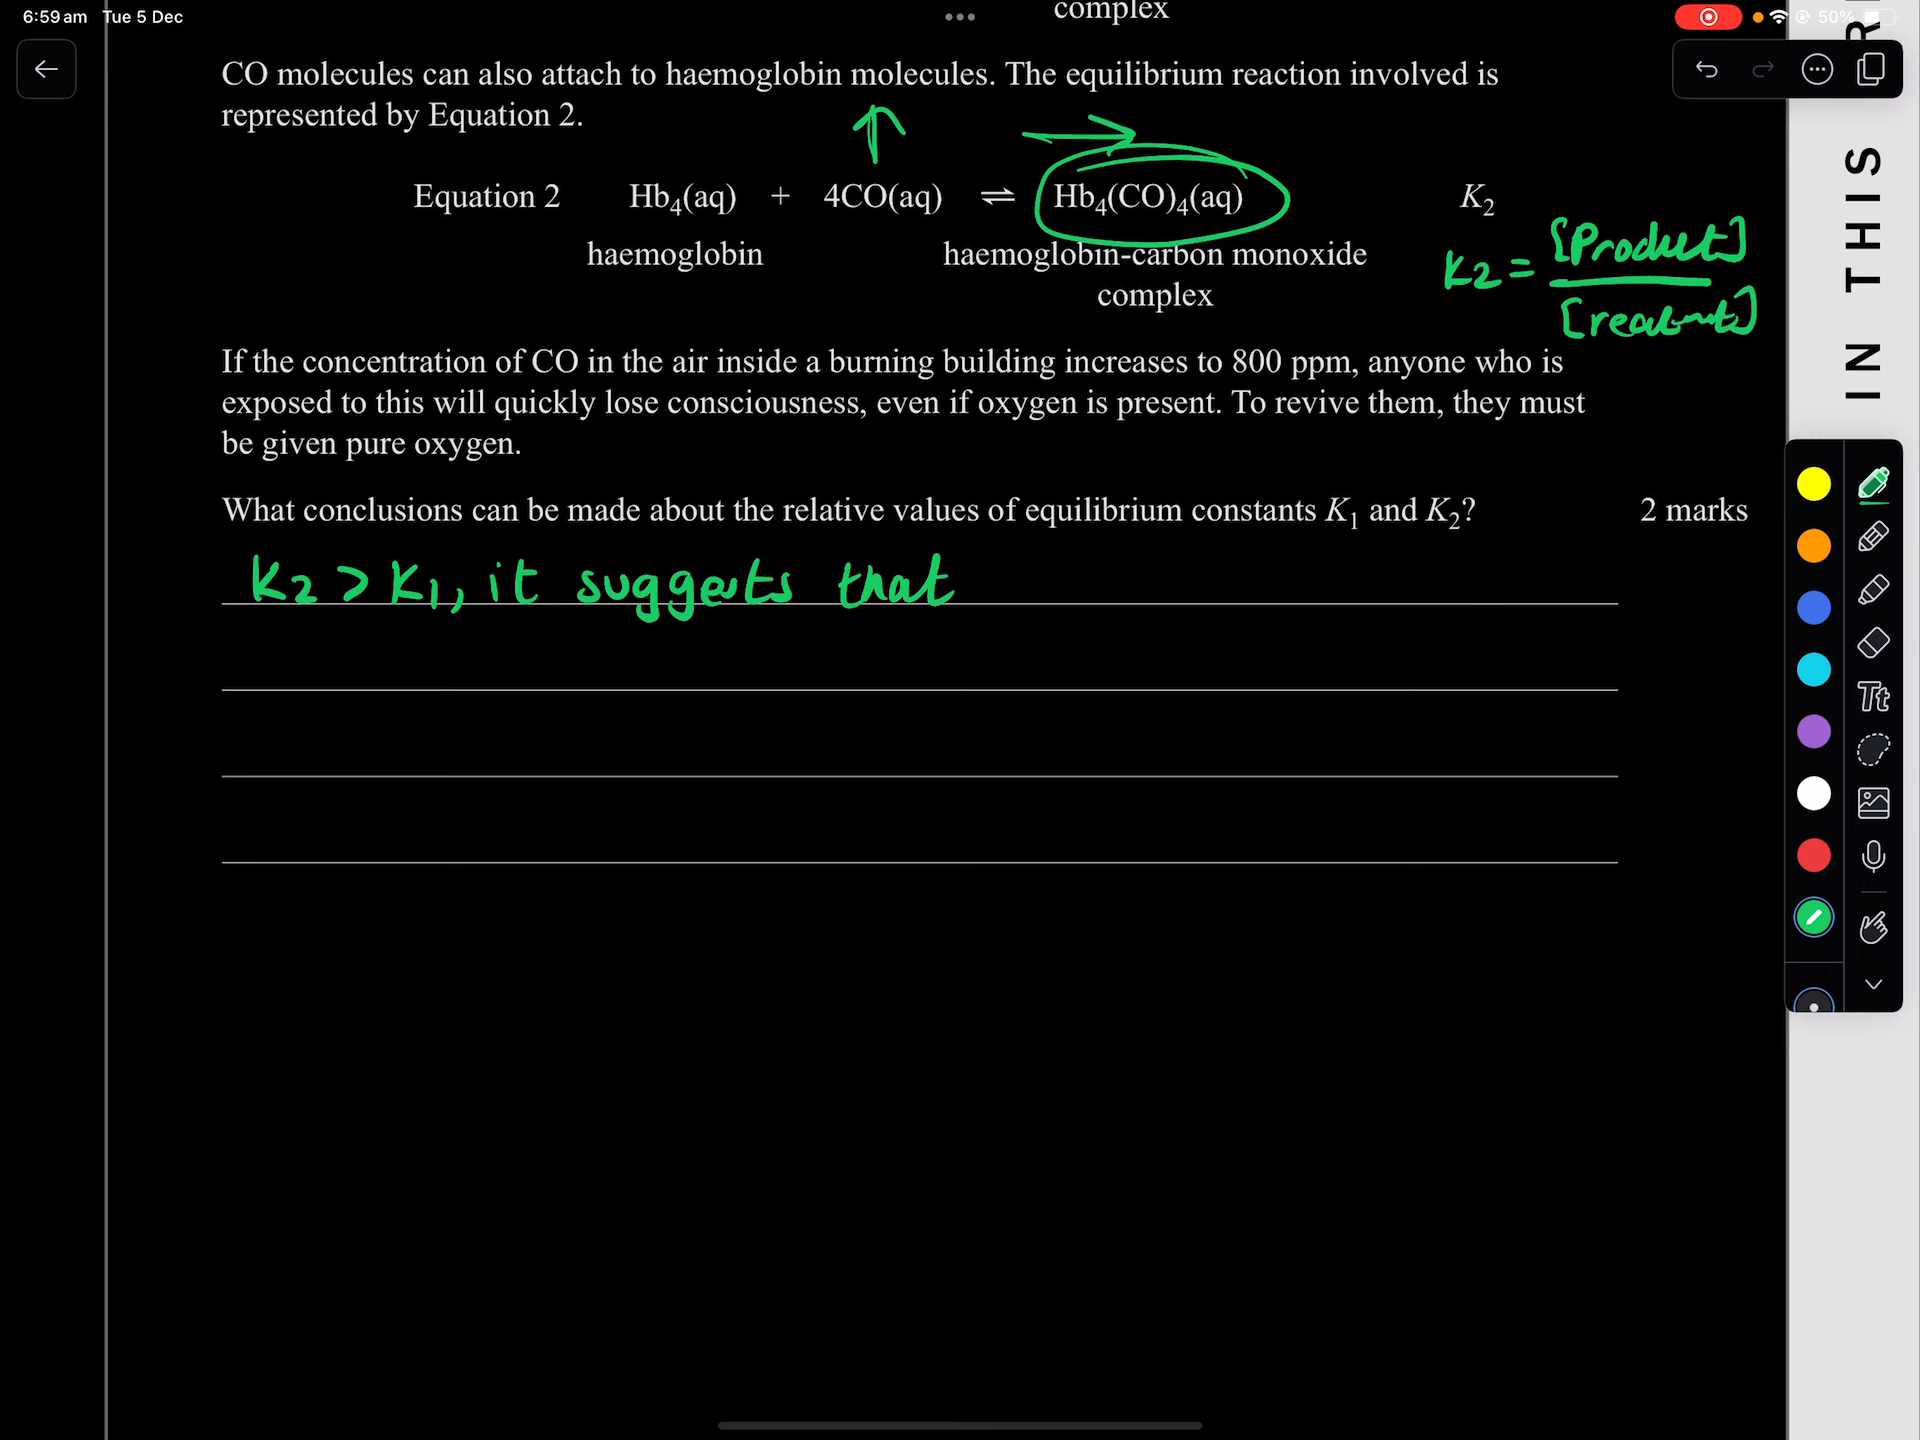 6:59 am Tue 5 Dec
50%
complex
CO molecules can also attach to haemoglobin molecules. The equilibrium reaction involved is
represented by Equation 2.
Equation 2 Hb₄(aq) + 4CO(aq) ⇌ Hb₄(CO)₄(aq) K₂
haemoglobin haemoglobin-carbon monoxide
complex
K2 = [Product]
[reactant]
If the concentration of CO in the air inside a burning building increases to 800 ppm, anyone who is
exposed to this will quickly lose consciousness, even if oxygen is present. To revive them, they must
be given pure oxygen.
What conclusions can be made about the relative values of equilibrium constants K₁ and K₂? 2 marks
K2 > K1, it suggests that
IN THIS
Tt